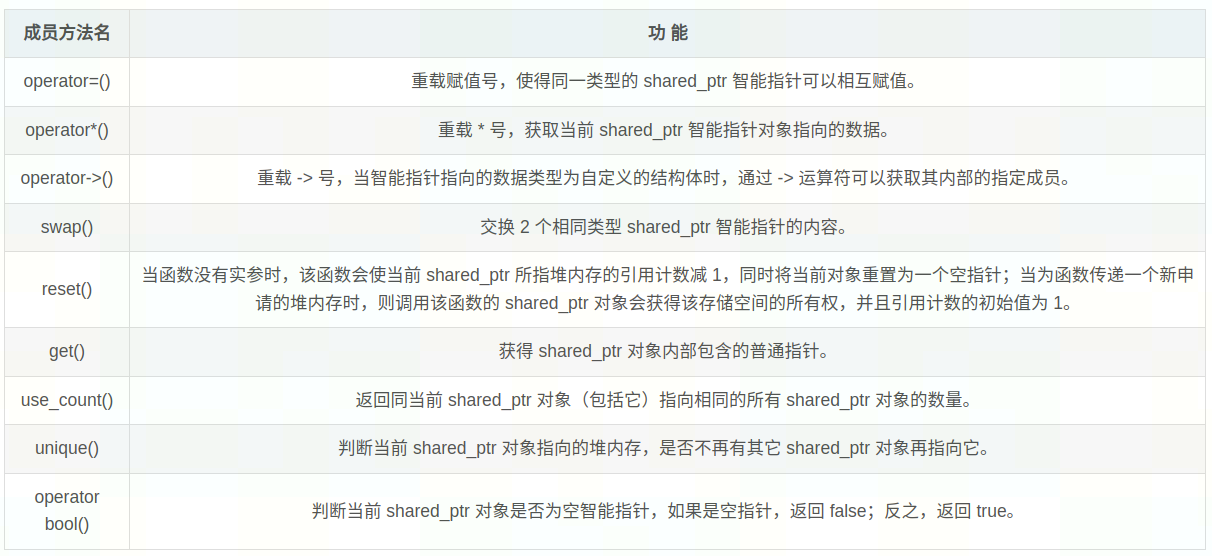 成员方法名 功 能
operator=() 重载赋值号，使得同一类型的 shared_ptr 智能指针可以相互赋值。
operator*() 重载 * 号，获取当前 shared_ptr 智能指针对象指向的数据。
operator->() 重载 -> 号，当智能指针指向的数据类型为自定义的结构体时，通过 -> 运算符可以获取其内部的指定成员。
swap() 交换 2 个相同类型 shared_ptr 智能指针的内容。
reset() 当函数没有实参时，该函数会使当前 shared_ptr 所指堆内存的引用计数减 1，同时将当前对象重置为一个空指针；当为函数传递一个新申
请的堆内存时，则调用该函数的 shared_ptr 对象会获得该存储空间的所有权，并且引用计数的初始值为 1。
get() 获得 shared_ptr 对象内部包含的普通指针。
use_count() 返回同当前 shared_ptr 对象（包括它）指向相同的所有 shared_ptr 对象的数量。
unique() 判断当前 shared_ptr 对象指向的堆内存，是否不再有其它 shared_ptr 对象再指向它。
operator
bool() 判断当前 shared_ptr 对象是否为空智能指针，如果是空指针，返回 false；反之，返回 true。